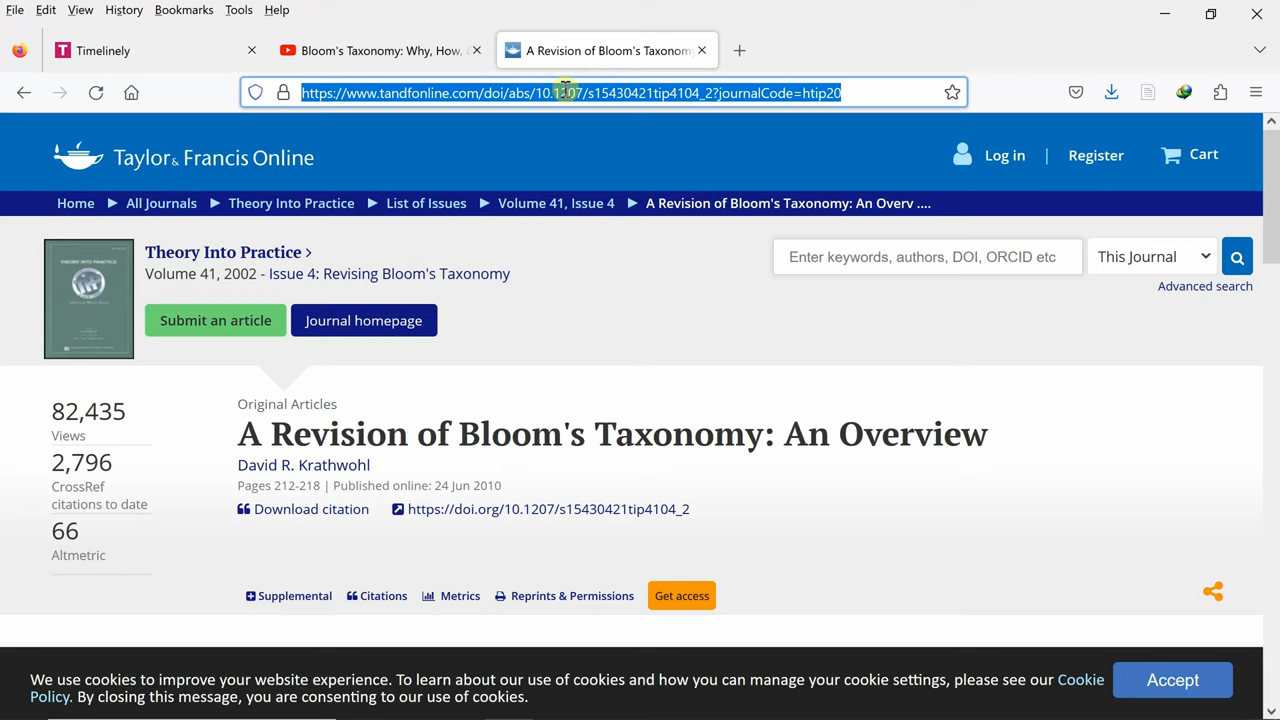 File Edit View History Bookmarks Tools Help
Timelinely
Bloom's Taxonomy: Why, How,
A Revision of Bloom's Taxonomy
https://www.tandfonline.com/doi/abs/10.1207/s15430421tip4104_2?journalCode=htip20
Taylor & Francis Online
Log in | Register Cart
Home All Journals Theory Into Practice List of Issues Volume 41, Issue 4 A Revision of Bloom's Taxonomy: An Overv ....
Theory Into Practice >
Volume 41, 2002 - Issue 4: Revising Bloom's Taxonomy
Enter keywords, authors, DOI, ORCID etc This Journal
Advanced search
Submit an article Journal homepage
82,435
Views
2,796
CrossRef
citations to date
66
Altmetric
Original Articles
A Revision of Bloom's Taxonomy: An Overview
David R. Krathwohl
Pages 212-218 | Published online: 24 Jun 2010
Download citation https://doi.org/10.1207/s15430421tip4104_2
Supplemental Citations Metrics Reprints & Permissions Get access
We use cookies to improve your website experience. To learn about our use of cookies and how you can manage your cookie settings, please see our Cookie
Policy. By closing this message, you are consenting to our use of cookies.
Accept